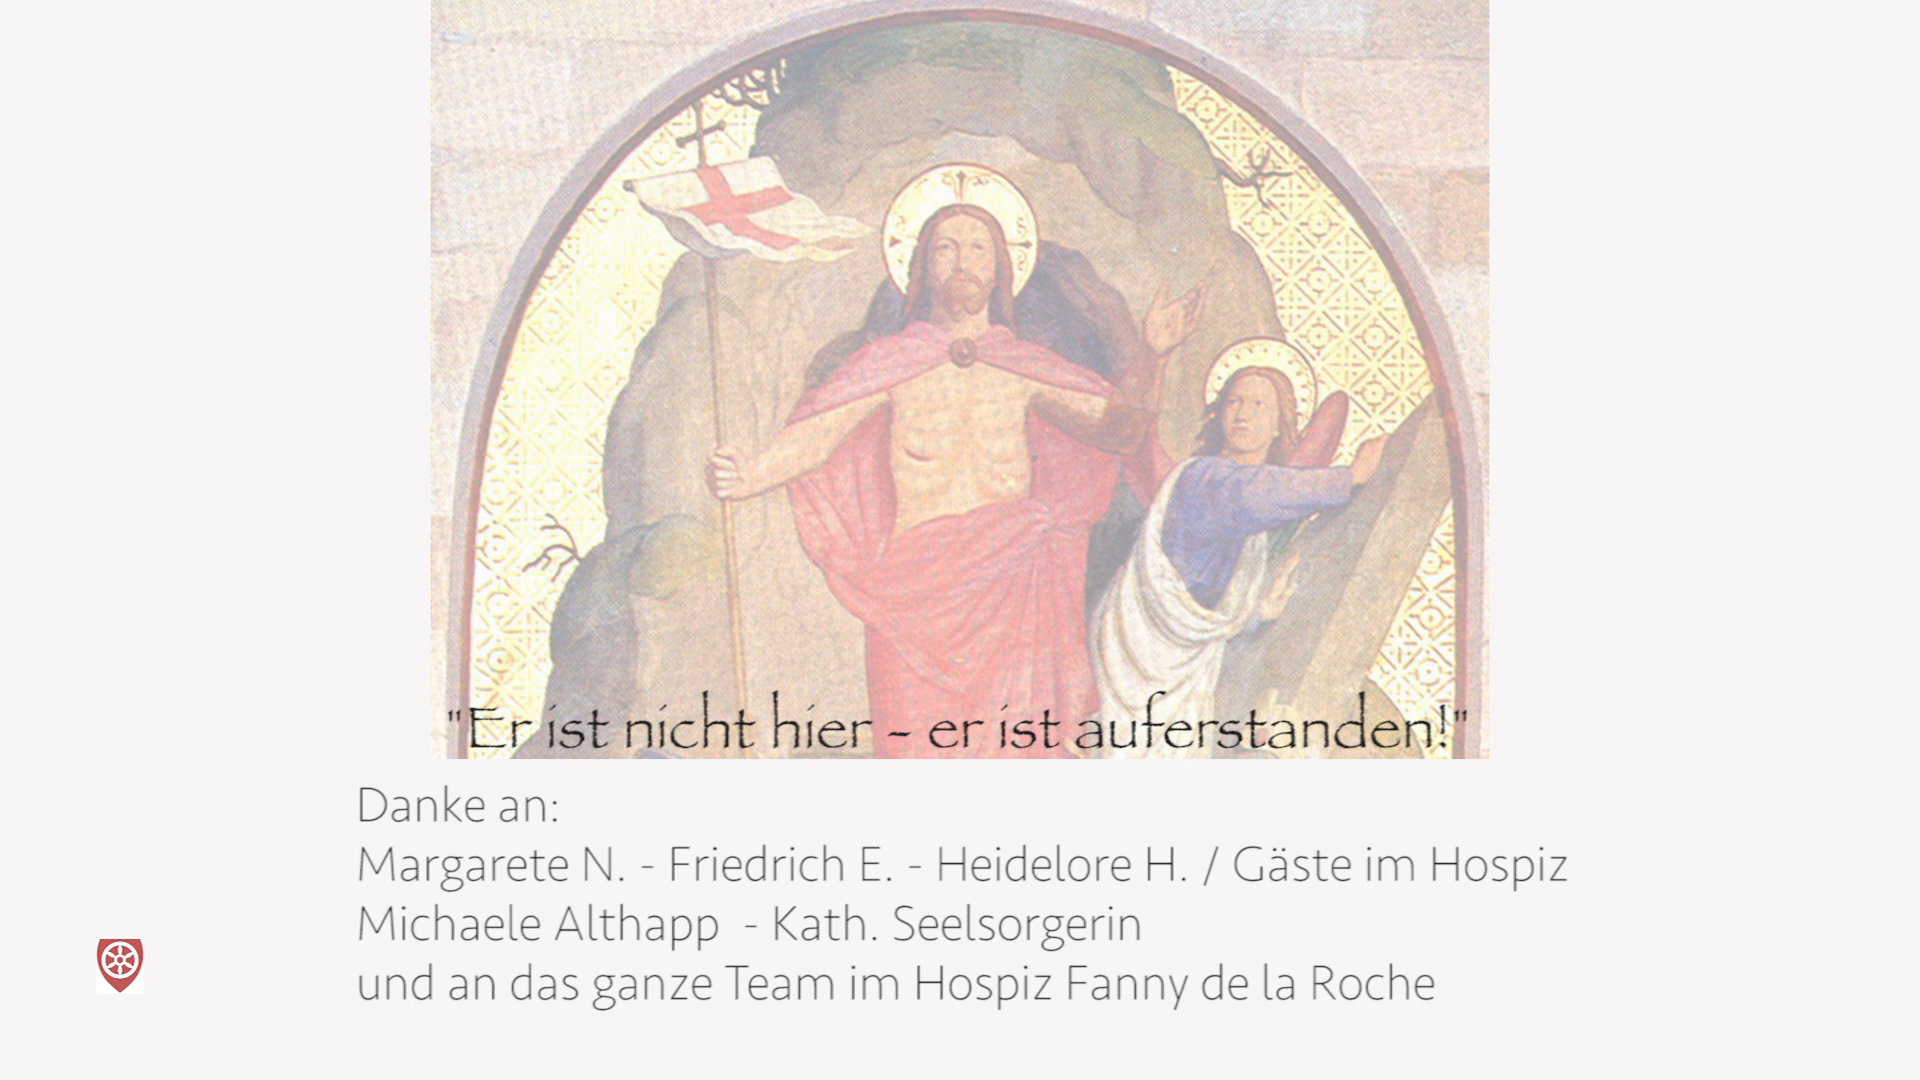 "Er ist nicht hier - er ist auferstanden!"
Danke an:
Margarete N. - Friedrich E. - Heidelore H. / Gäste im Hospiz
Michaele Althapp - Kath. Seelsorgerin
und an das ganze Team im Hospiz Fanny de la Roche